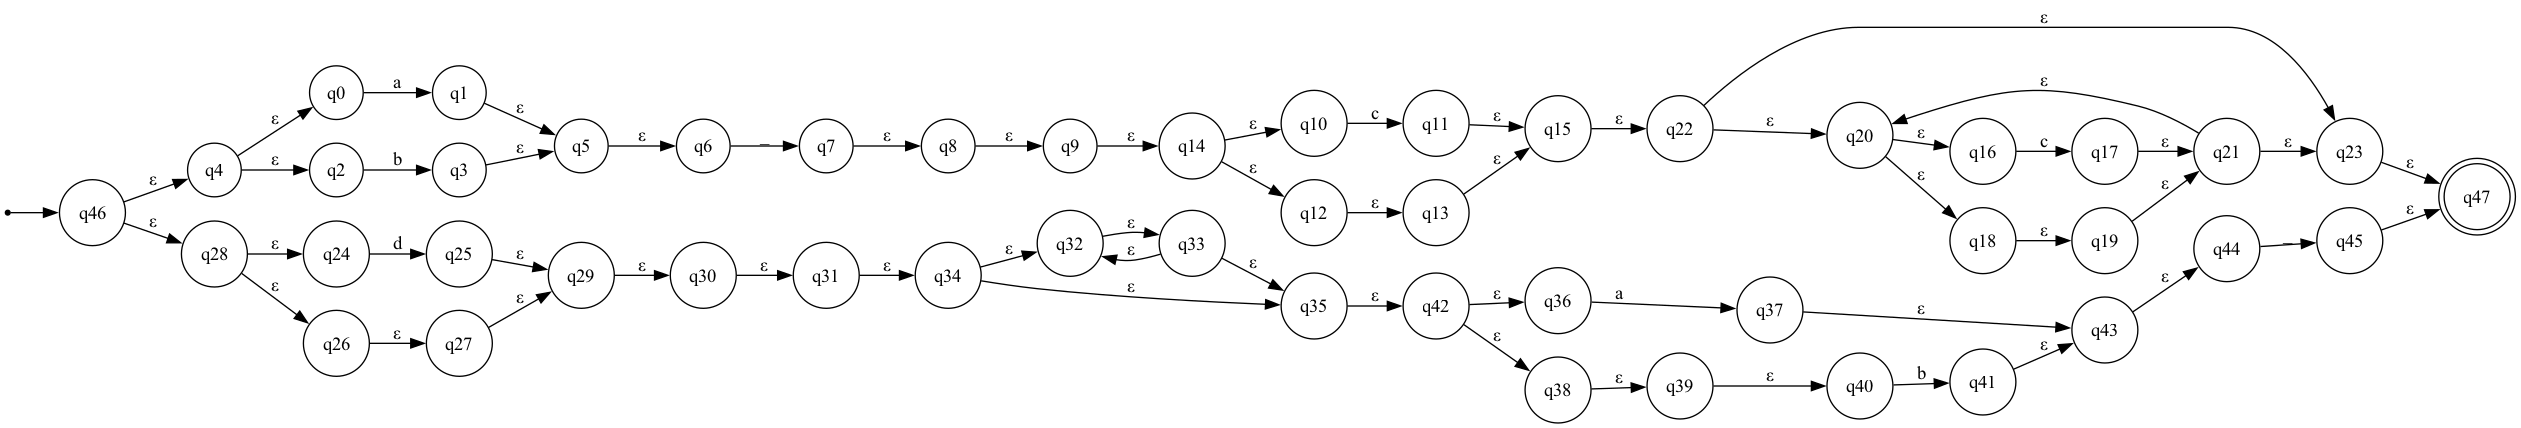 ε
ε
q0 a q1 ε
c ε
q10 q11 q15 ε q22 ε q20 ε q16 c q17 ε q21 ε q23 ε
ε ε
q4 ε q2 b q3 ε q5 ε q6 _ q7 ε q8 ε q9 ε q14
ε ε ε ε
q46 q12 ε q13 q47
ε ε
q28 ε q24 d q25 ε q32 ε q33 q18 ε q19 q44 _ q45
ε ε
ε q29 ε q30 ε q31 ε q34 ε ε ε
ε q35 ε q42 ε q36 a q37 ε q43
q26 ε q27
ε ε
q38 ε q39 ε q40 b q41